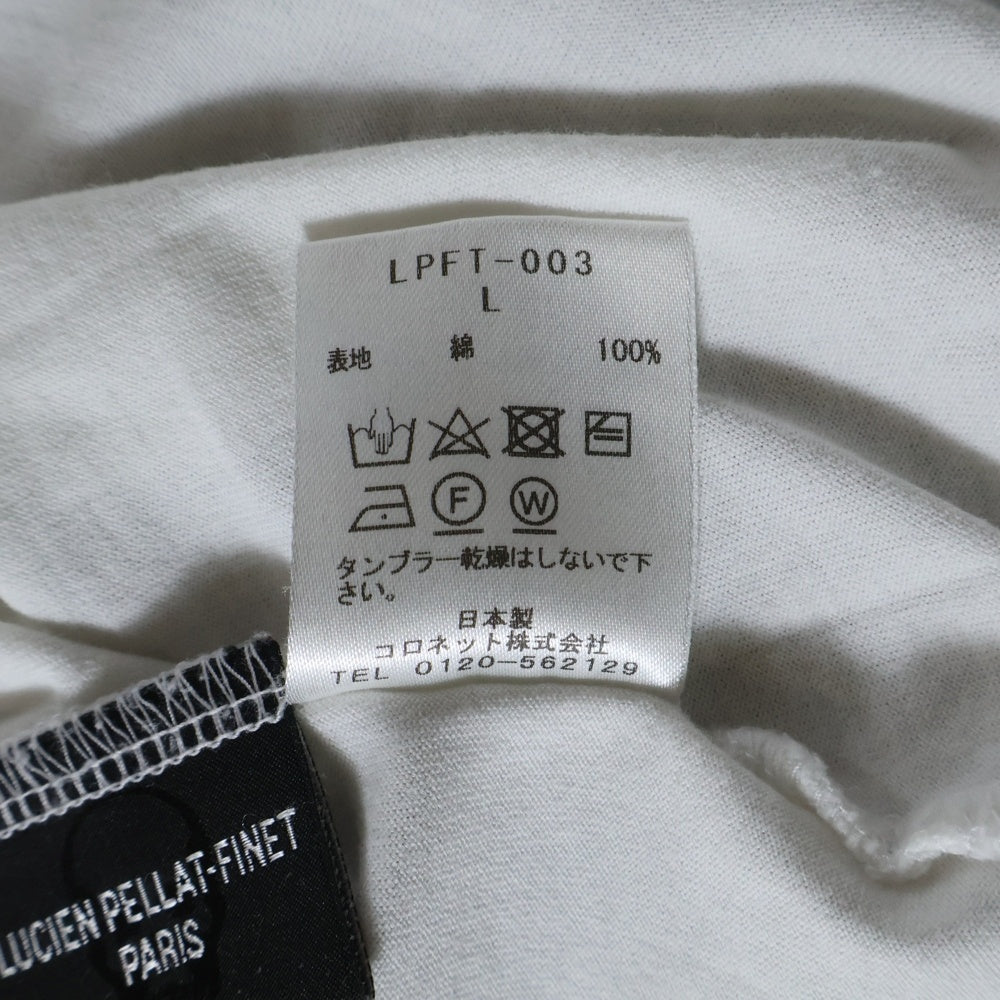 LPFT-003
L
表地 綿 100%
F W
タンブラー乾燥はしないで下
さい。
日本製
コロネット株式会社
TEL 0120-562129
LUCIEN PELLAT-FINET
PARIS